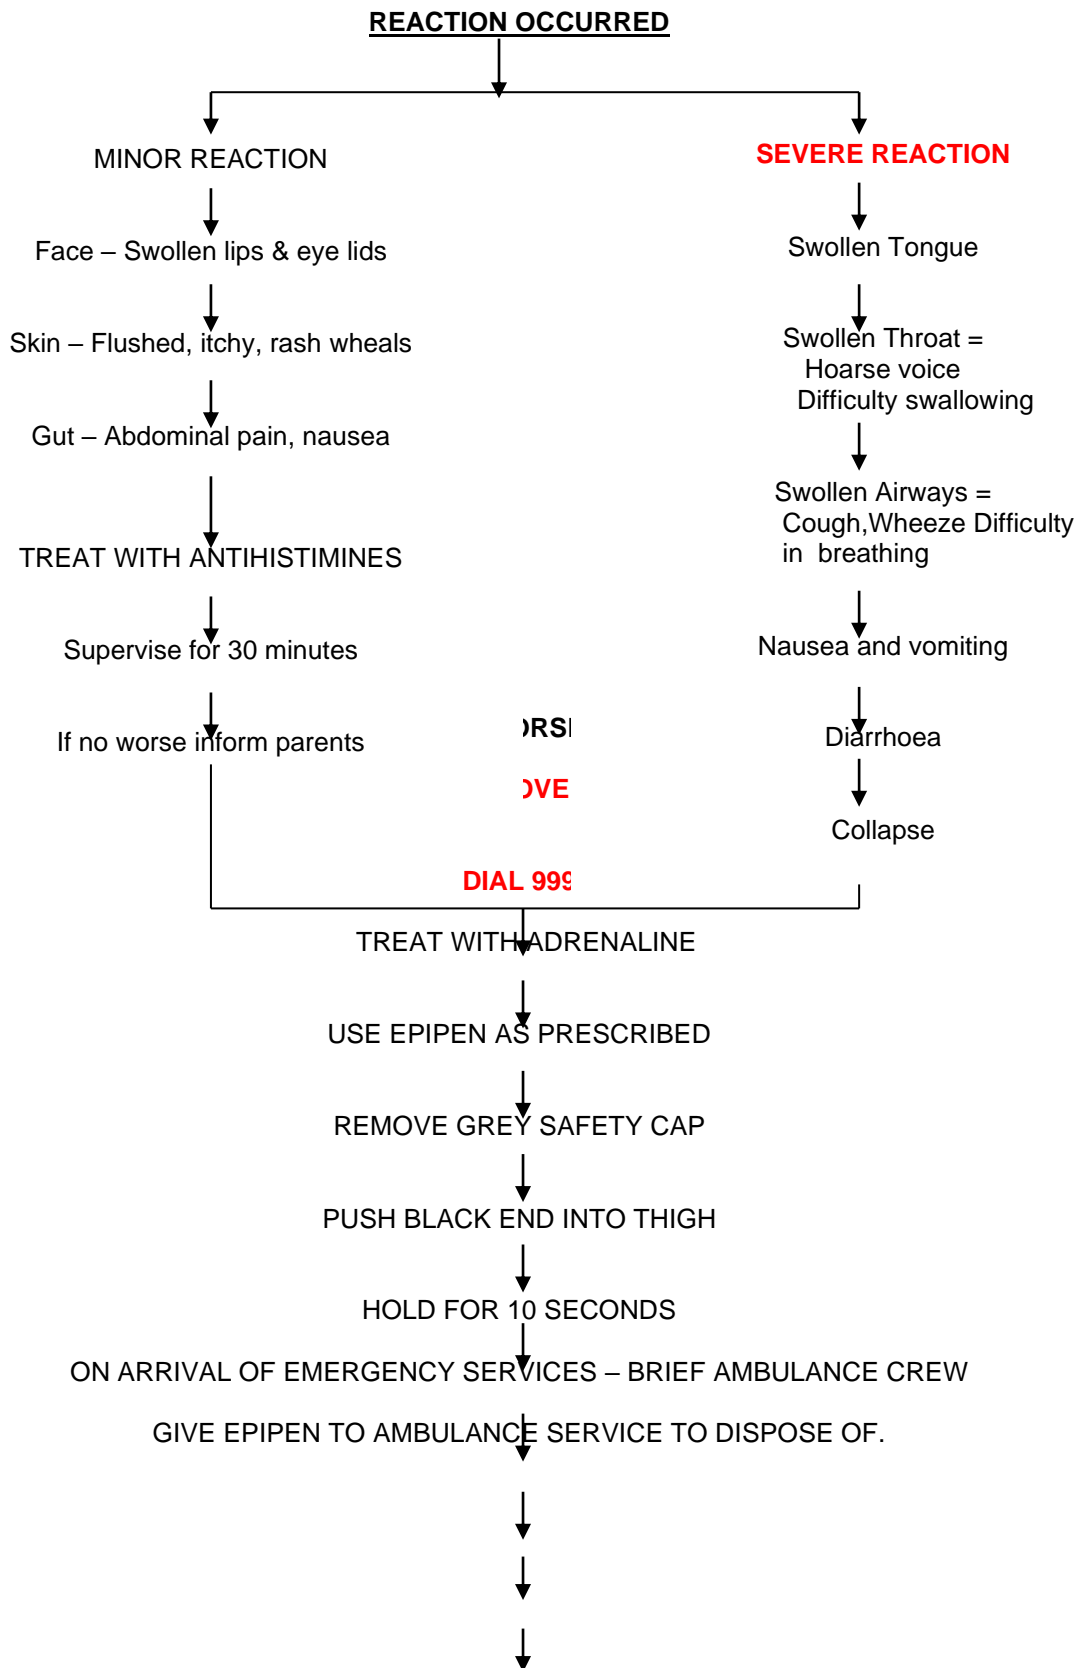 REACTION OCCURRED
MINOR REACTION
Face – Swollen lips & eye lids
Skin – Flushed, itchy, rash wheals
Gut – Abdominal pain, nausea
TREAT WITH ANTIHISTIMINES
Supervise for 30 minutes
If no worse inform parents
SEVERE REACTION
Swollen Tongue
Swollen Throat =
Hoarse voice
Difficulty swallowing
Swollen Airways =
Cough,Wheeze Difficulty
in breathing
Nausea and vomiting
Diarrhoea
Collapse
DIAL 999
TREAT WITH ADRENALINE
USE EPIPEN AS PRESCRIBED
REMOVE GREY SAFETY CAP
PUSH BLACK END INTO THIGH
HOLD FOR 10 SECONDS
ON ARRIVAL OF EMERGENCY SERVICES – BRIEF AMBULANCE CREW
GIVE EPIPEN TO AMBULANCE SERVICE TO DISPOSE OF.